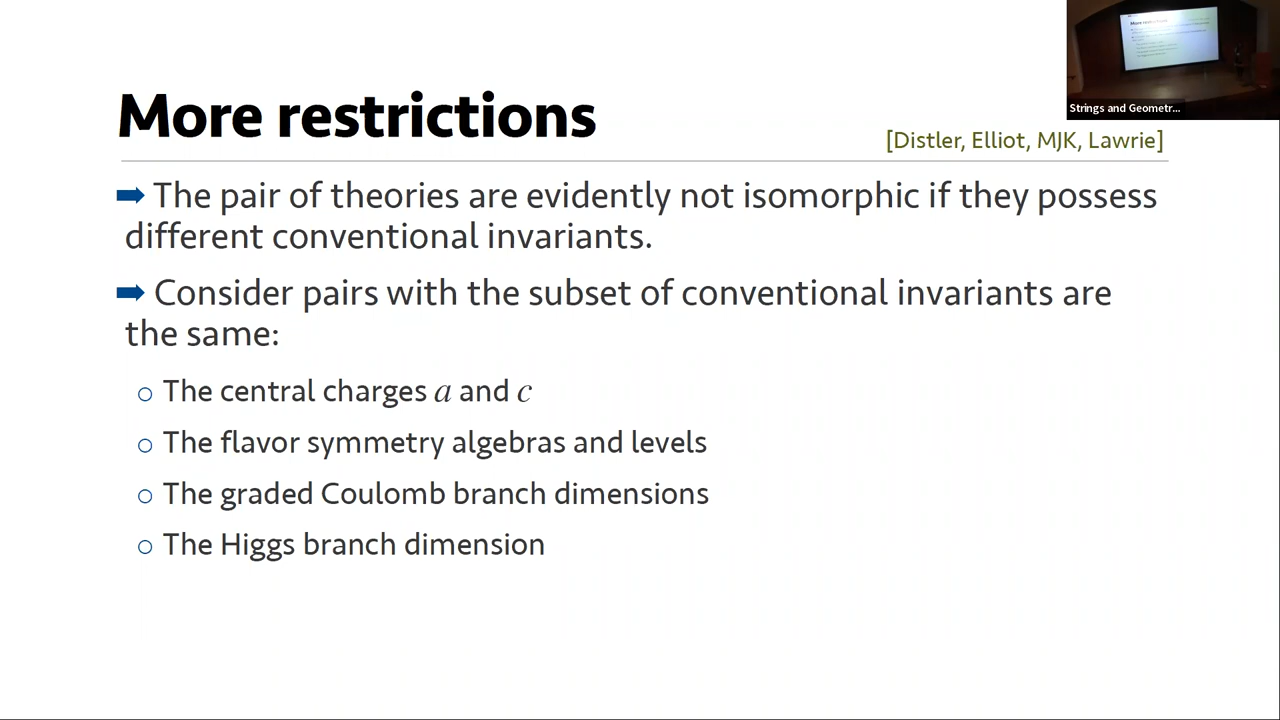 More restrictions
Strings and Geometr...
[Distler, Elliot, MJK, Lawrie]
➡ The pair of theories are evidently not isomorphic if they possess
different conventional invariants.
➡ Consider pairs with the subset of conventional invariants are
the same:
○ The central charges a and c
○ The flavor symmetry algebras and levels
○ The graded Coulomb branch dimensions
○ The Higgs branch dimension